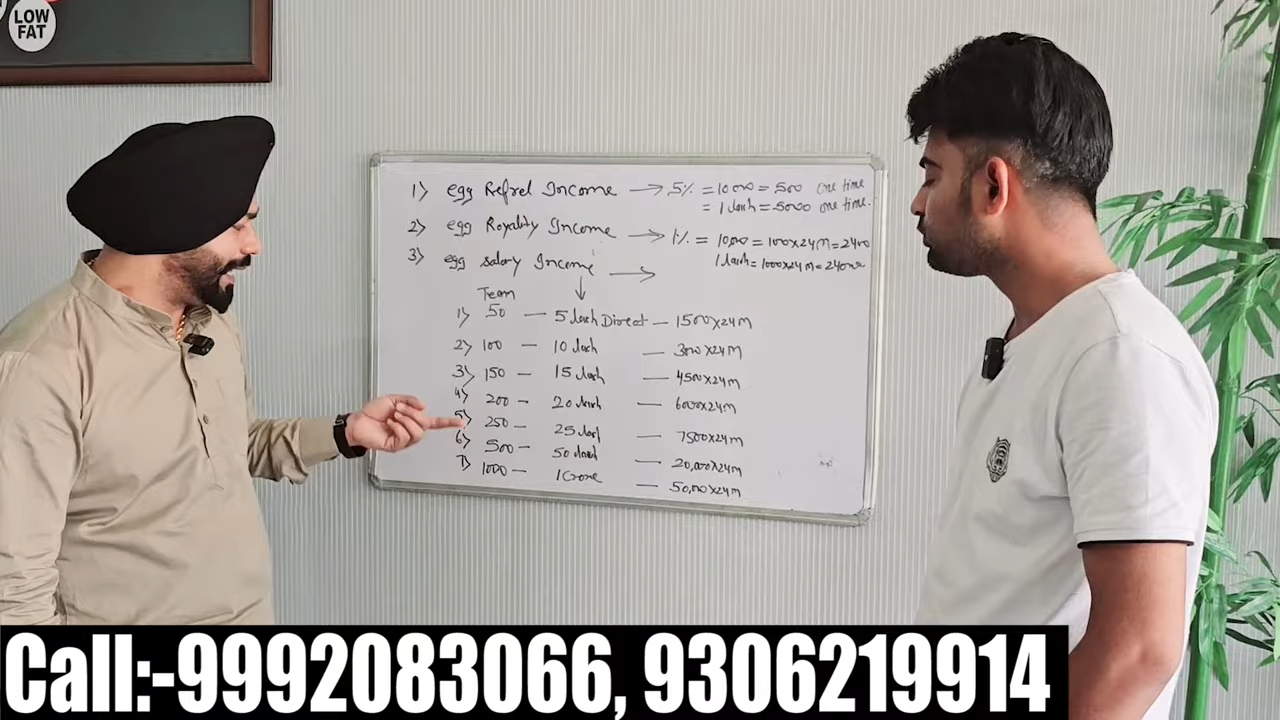 LOW
FAT
1) egg Refrel Income → 5% = 10000 = 500 one time
= 1 lakh = 5000 one time.
2) egg Royality Income → 1% = 10,000 = 100x24M = 2400
1 lakh = 1000x24M = 24000
3) egg salary Income →
Team
1) 50 — 5 lakh Direct — 1500x24M
2) 100 — 10 lakh — 3000x24M
3) 150 — 15 lakh — 4500x24M
4) 200 — 20 lakh — 6000x24M
5) 250 — 25 lakh — 7500x24M
6) 500 — 50 lakh — 20,000x24M
7) 1000 — 1 Crore — 50,000x24M
Call:-9992083066, 9306219914